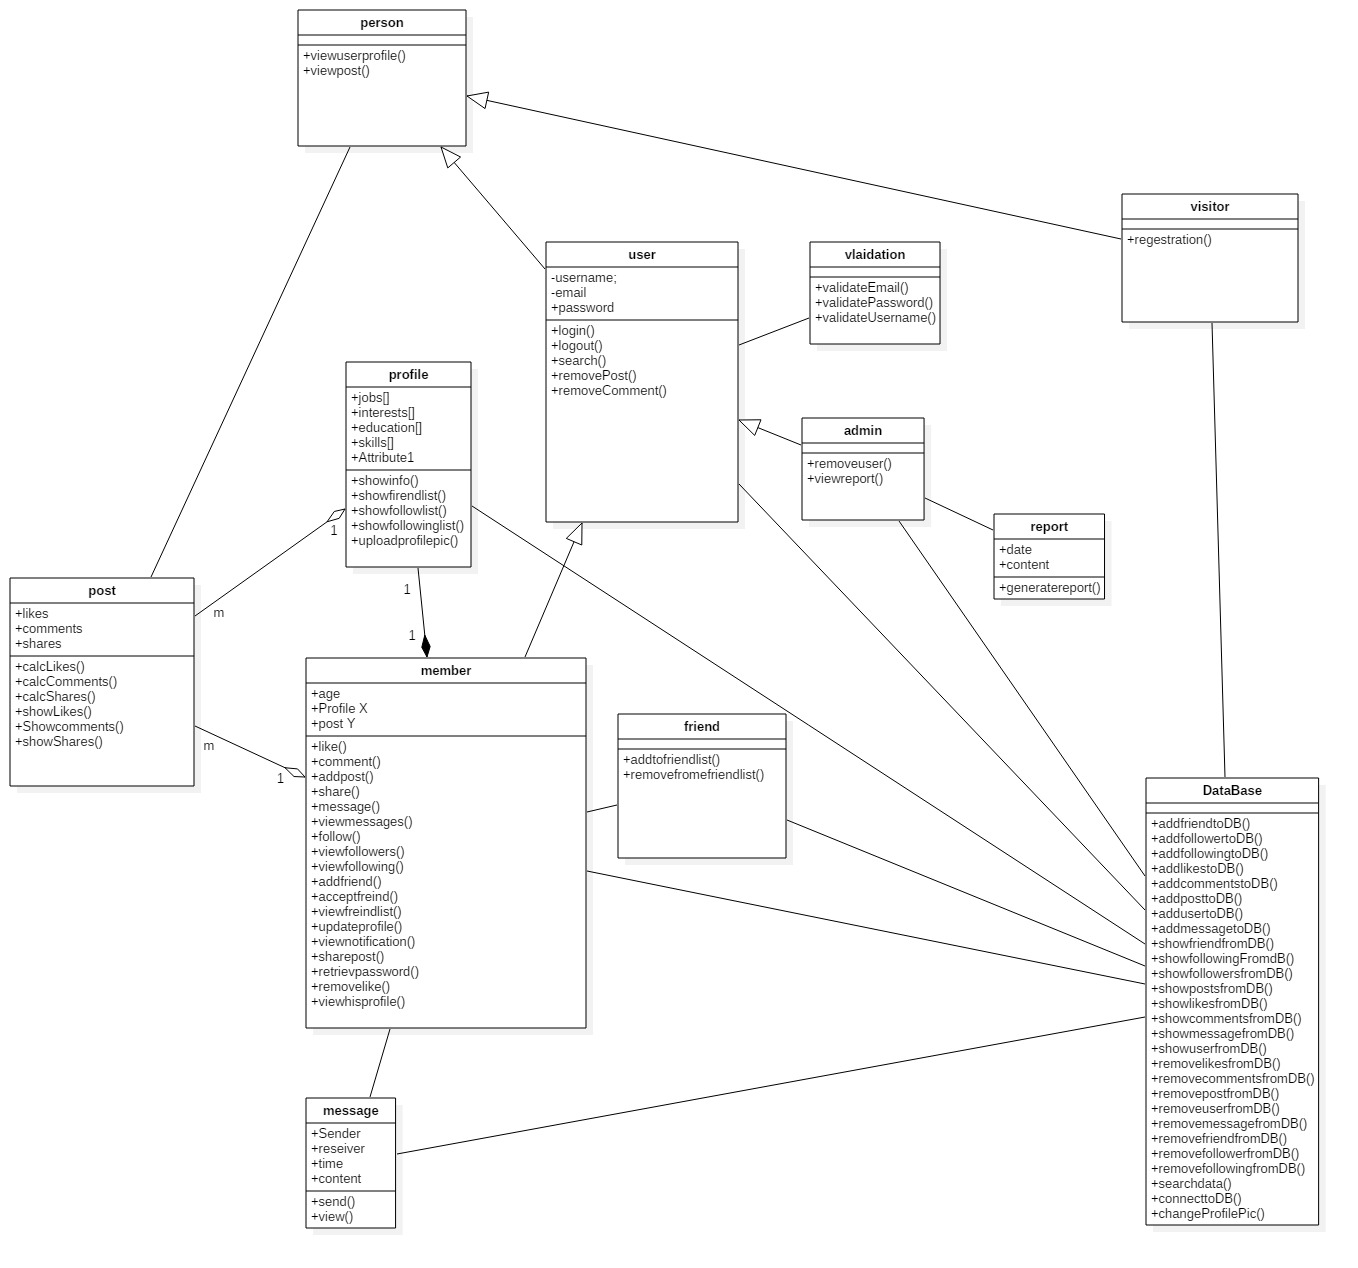 person
+viewuserprofile()
+viewpost()
visitor
+regestration()
user
-username;
-email
+password
+login()
+logout()
+search()
+removePost()
+removeComment()
vlaidation
+validateEmail()
+validatePassword()
+validateUsername()
profile
+jobs[]
+interests[]
+education[]
+skills[]
+Attribute1
+showinfo()
+showfirendlist()
+showfollowlist()
+showfollowinglist()
+uploadprofilepic()
admin
+removeuser()
+viewreport()
report
+date
+content
+generatereport()
1
m
1
1
post
+likes
+comments
+shares
+calcLikes()
+calcComments()
+calcShares()
+showLikes()
+Showcomments()
+showShares()
m
1
member
+age
+Profile X
+post Y
+like()
+comment()
+addpost()
+share()
+message()
+viewmessages()
+follow()
+viewfollowers()
+viewfollowing()
+addfriend()
+acceptfreind()
+viewfreindlist()
+updateprofile()
+viewnotification()
+sharepost()
+retrievpassword()
+removelike()
+viewhisprofile()
friend
+addtofriendlist()
+removefromefriendlist()
DataBase
+addfriendtoDB()
+addfollowertoDB()
+addfollowingtoDB()
+addlikestoDB()
+addcommentstoDB()
+addposttoDB()
+addusertoDB()
+addmessagetoDB()
+showfriendfromDB()
+showfollowingFromdB()
+showfollowersfromDB()
+showpostsfromDB()
+showlikesfromDB()
+showcommentsfromDB()
+showmessagefromDB()
+showuserfromDB()
+removelikesfromDB()
+removecommentsfromDB()
+removepostfromDB()
+removeuserfromDB()
+removemessagefromDB()
+removefriendfromDB()
+removefollowerfromDB()
+removefollowingfromDB()
+searchdata()
+connecttoDB()
+changeProfilePic()
message
+Sender
+reseiver
+time
+content
+send()
+view()